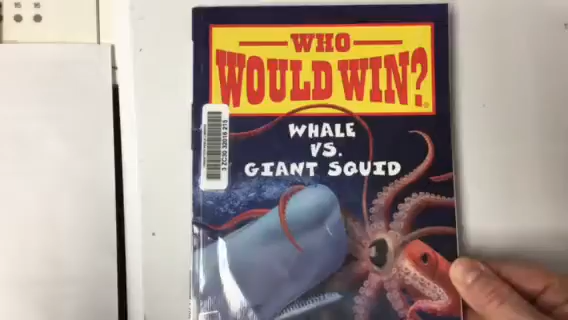 WHO
WOULD WIN?®
WHALE
VS.
GIANT SQUID